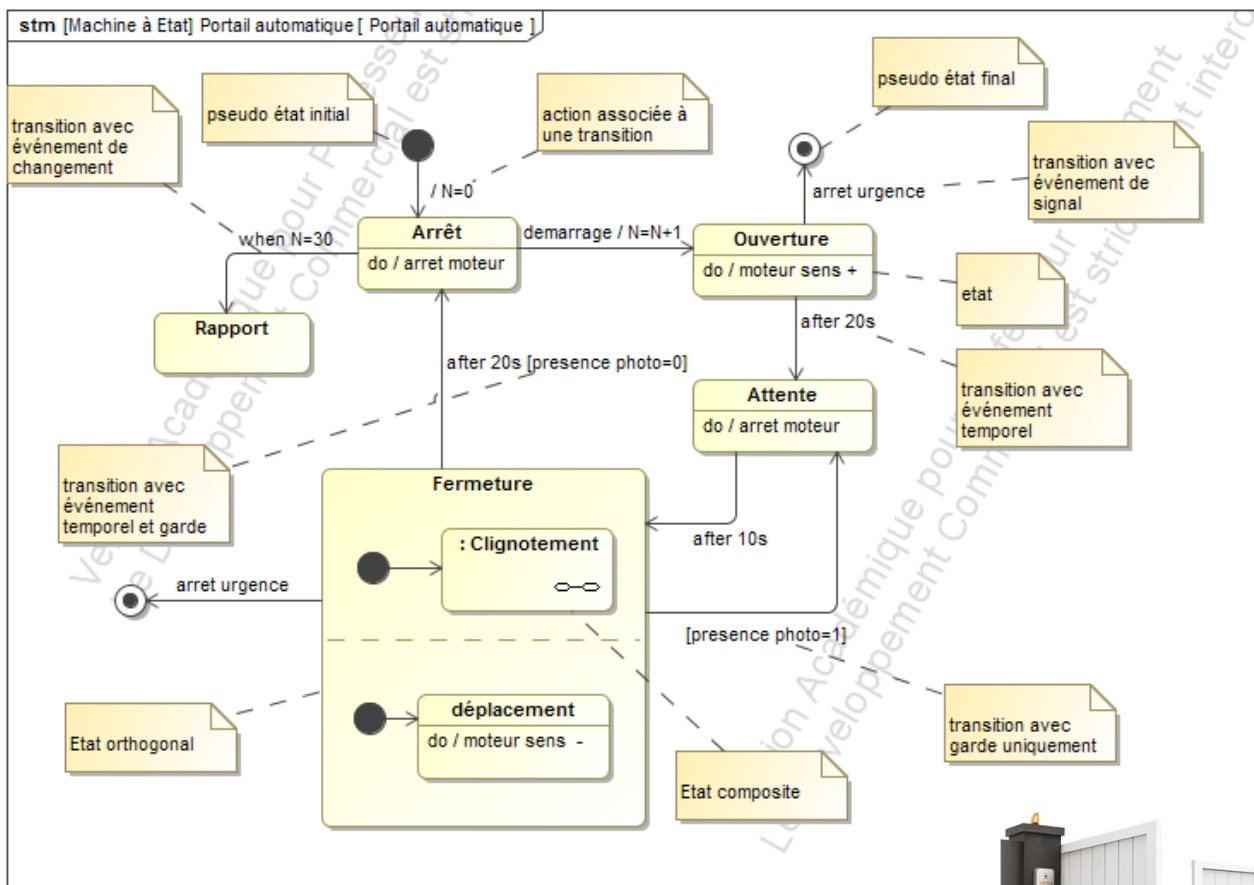 stm [Machine à Etat] Portail automatique [ Portail automatique ]
transition avec
événement de
changement
pseudo état initial
action associée à
une transition
pseudo état final
transition avec
événement de
signal
/ N=0
arret urgence
when N=30
Arrêt
do / arret moteur
demarrage / N=N+1
Ouverture
do / moteur sens +
etat
Rapport
after 20s
after 20s [presence photo=0]
transition avec
événement
temporel
Attente
do / arret moteur
transition avec
événement
temporel et garde
Fermeture
: Clignotement
after 10s
arret urgence
[presence photo=1]
Etat orthogonal
déplacement
do / moteur sens -
transition avec
garde uniquement
Etat composite